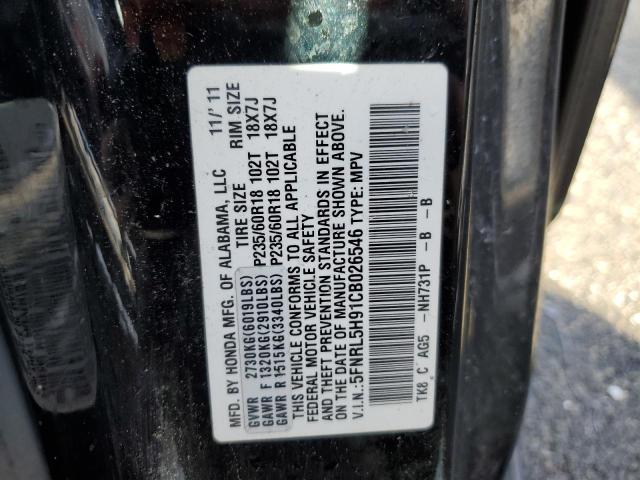 MFD. BY HONDA MFG. OF ALABAMA, LLC 11/'11
TIRE SIZE RIM SIZE
GVWR 2730KG(6019LBS)
GAWR F 1320KG(2910LBS) P235/60R18 102T 18X7J
GAWR R 1515KG(3340LBS) P235/60R18 102T 18X7J
THIS VEHICLE CONFORMS TO ALL APPLICABLE
FEDERAL MOTOR VEHICLE SAFETY
AND THEFT PREVENTION STANDARDS IN EFFECT
ON THE DATE OF MANUFACTURE SHOWN ABOVE.
V.I.N.: 5FNRL5H91CB026546 TYPE: MPV
TK8 C AG5 -NH731P -B -B